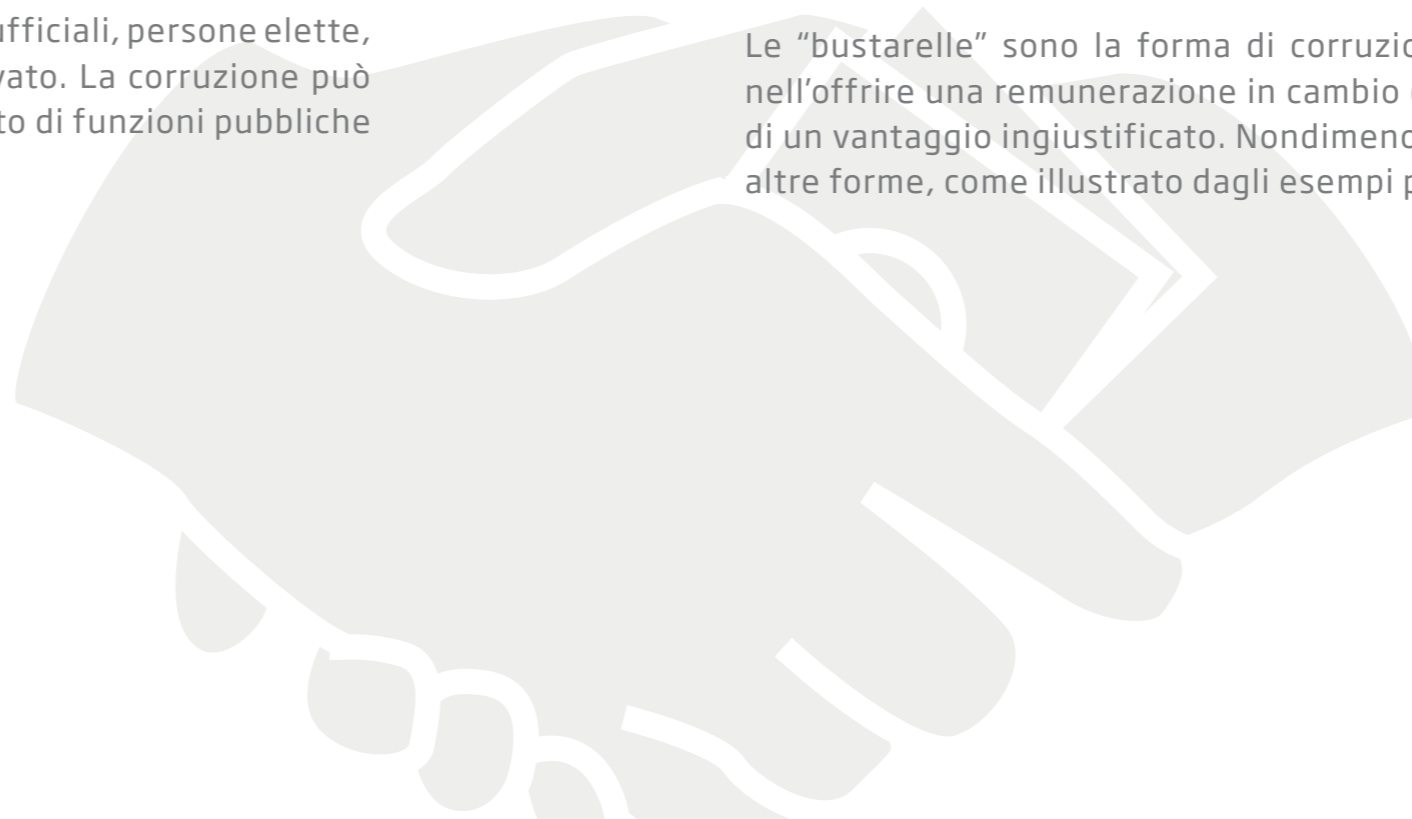 ufficiali, persone elette,
vato. La corruzione può
to di funzioni pubbliche
Le “bustarelle” sono la forma di corruzio
nell’offrire una remunerazione in cambio
di un vantaggio ingiustificato. Nondimeno
altre forme, come illustrato dagli esempi p